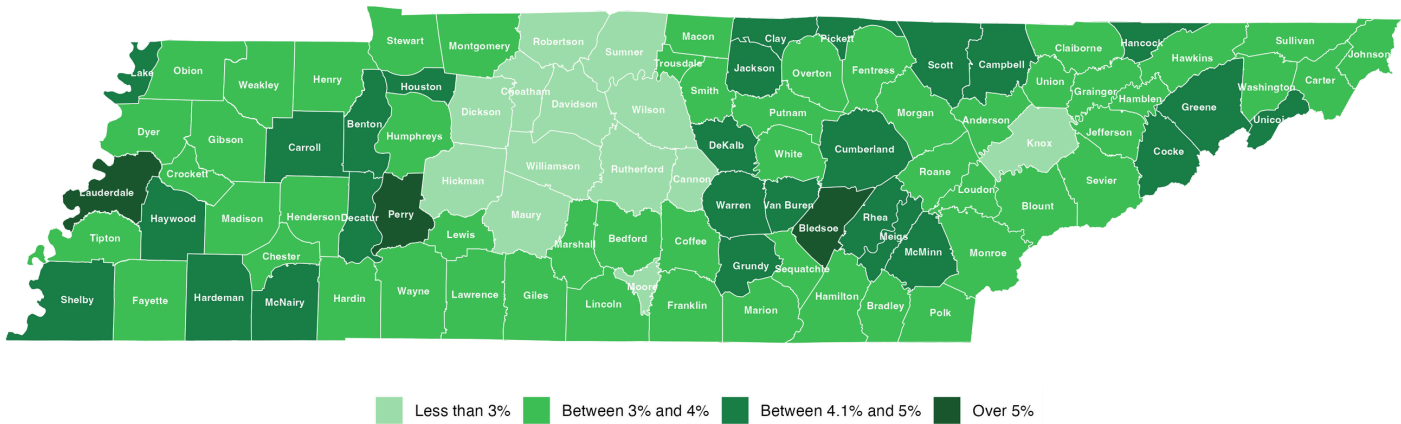 Stewart
Montgomery
Robertson
Sumner
Macon
Clay
Pickett
Claiborne
Hancock
Sullivan
Johnson
Lake
Obion
Weakley
Henry
Houston
Cheatham
Trousdale
Jackson
Overton
Fentress
Scott
Campbell
Union
Grainger
Hawkins
Hamblen
Washington
Carter
Dyer
Gibson
Carroll
Benton
Humphreys
Dickson
Davidson
Wilson
Smith
Putnam
Morgan
Anderson
Knox
Jefferson
Greene
Unicoi
Lauderdale
Crockett
Haywood
Madison
Henderson
Decatur
Perry
Hickman
Williamson
Rutherford
Cannon
DeKalb
White
Cumberland
Roane
Loudon
Blount
Sevier
Cocke
Tipton
Chester
Lewis
Maury
Marshall
Bedford
Coffee
Warren
Van Buren
Bledsoe
Rhea
Meigs
McMinn
Monroe
Shelby
Fayette
Hardeman
McNairy
Hardin
Wayne
Lawrence
Giles
Lincoln
Moore
Franklin
Grundy
Sequatchie
Marion
Hamilton
Bradley
Polk
Less than 3%
Between 3% and 4%
Between 4.1% and 5%
Over 5%